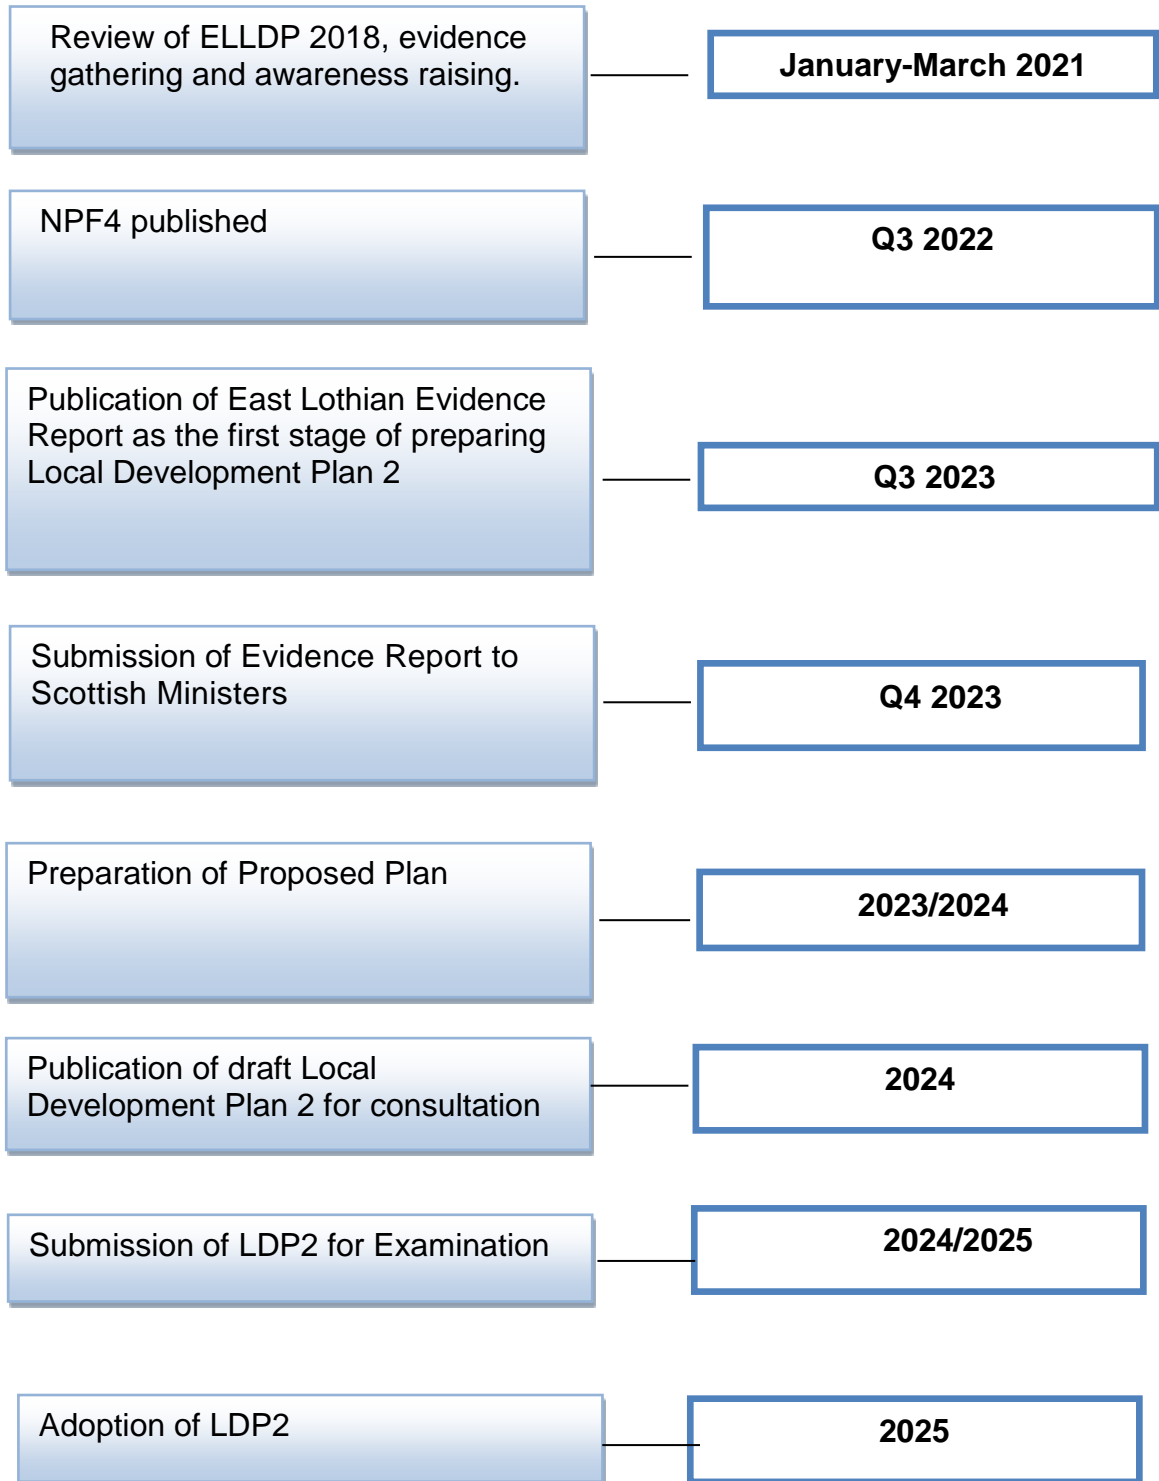 Review of ELLDP 2018, evidence
gathering and awareness raising.
January-March 2021
NPF4 published
Q3 2022
Publication of East Lothian Evidence
Report as the first stage of preparing
Local Development Plan 2
Q3 2023
Submission of Evidence Report to
Scottish Ministers
Q4 2023
Preparation of Proposed Plan
2023/2024
Publication of draft Local
Development Plan 2 for consultation
2024
Submission of LDP2 for Examination
2024/2025
Adoption of LDP2
2025